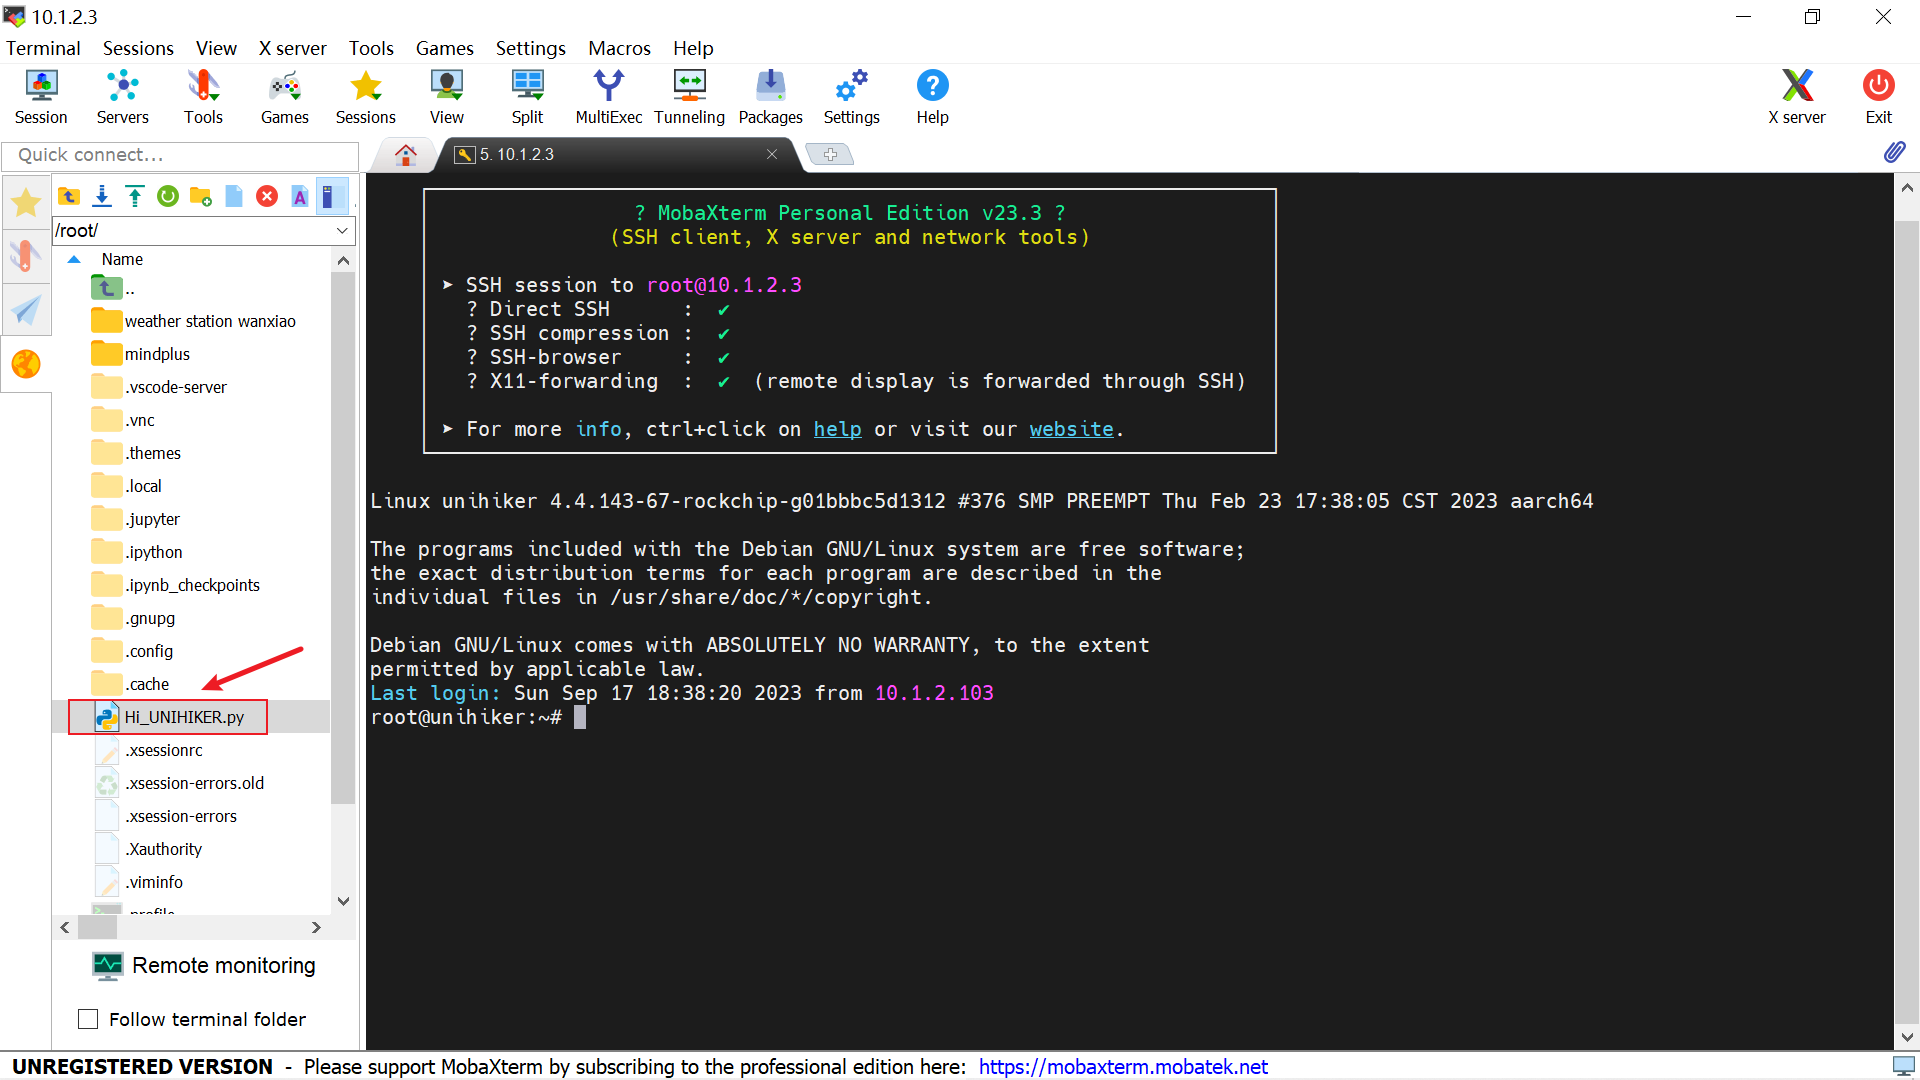 10.1.2.3
Terminal Sessions View X server Tools Games Settings Macros Help
Session Servers Tools Games Sessions View Split MultiExec Tunneling Packages Settings Help X server Exit
Quick connect...
5. 10.1.2.3
/root/
Name
..
weather station wanxiao
mindplus
.vscode-server
.vnc
.themes
.local
.jupyter
.ipython
.ipynb_checkpoints
.gnupg
.config
.cache
Hi_UNIHIKER.py
.xsessionrc
.xsession-errors.old
.xsession-errors
.Xauthority
.viminfo
.profile
Remote monitoring
Follow terminal folder
? MobaXterm Personal Edition v23.3 ?
(SSH client, X server and network tools)
➤ SSH session to root@10.1.2.3
? Direct SSH : ✔
? SSH compression : ✔
? SSH-browser : ✔
? X11-forwarding : ✔ (remote display is forwarded through SSH)
➤ For more info, ctrl+click on help or visit our website.
Linux unihiker 4.4.143-67-rockchip-g01bbbc5d1312 #376 SMP PREEMPT Thu Feb 23 17:38:05 CST 2023 aarch64
The programs included with the Debian GNU/Linux system are free software;
the exact distribution terms for each program are described in the
individual files in /usr/share/doc/*/copyright.
Debian GNU/Linux comes with ABSOLUTELY NO WARRANTY, to the extent
permitted by applicable law.
Last login: Sun Sep 17 18:38:20 2023 from 10.1.2.103
root@unihiker:~#
UNREGISTERED VERSION - Please support MobaXterm by subscribing to the professional edition here: https://mobaxterm.mobatek.net